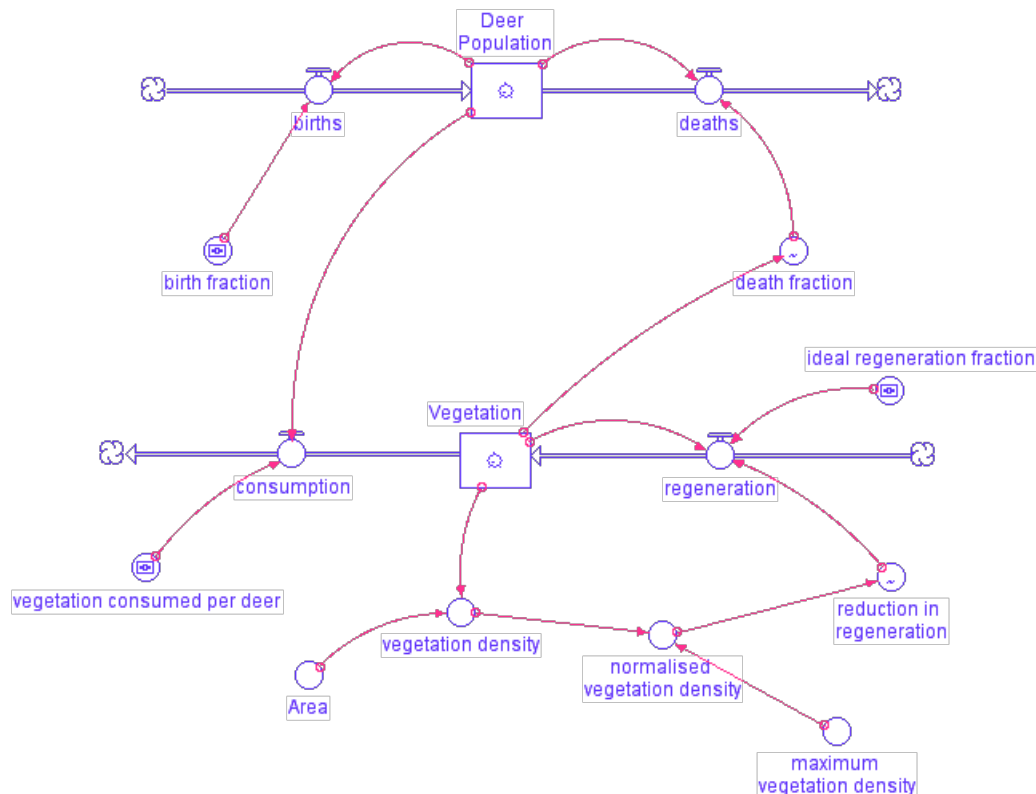 Deer
Population
births
deaths
birth fraction
death fraction
ideal regeneration fraction
Vegetation
consumption
regeneration
vegetation consumed per deer
vegetation density
reduction in
regeneration
normalised
vegetation density
Area
maximum
vegetation density